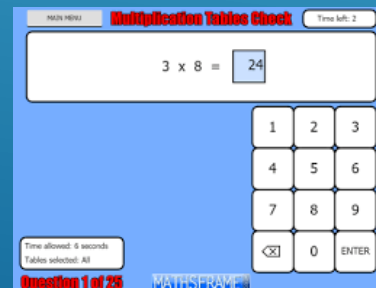 MAIN MENU Multiplication Tables Check Time left: 2
3 x 8 = 24
1 2 3
4 5 6
7 8 9
0 ENTER
Time allowed: 6 seconds
Tables selected: All
Question 1 of 25 MATHSFRAME